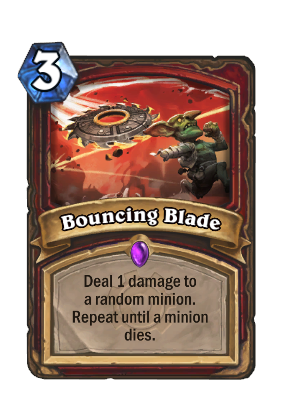 3
Bouncing Blade
Deal 1 damage to
a random minion.
Repeat until a minion
dies.